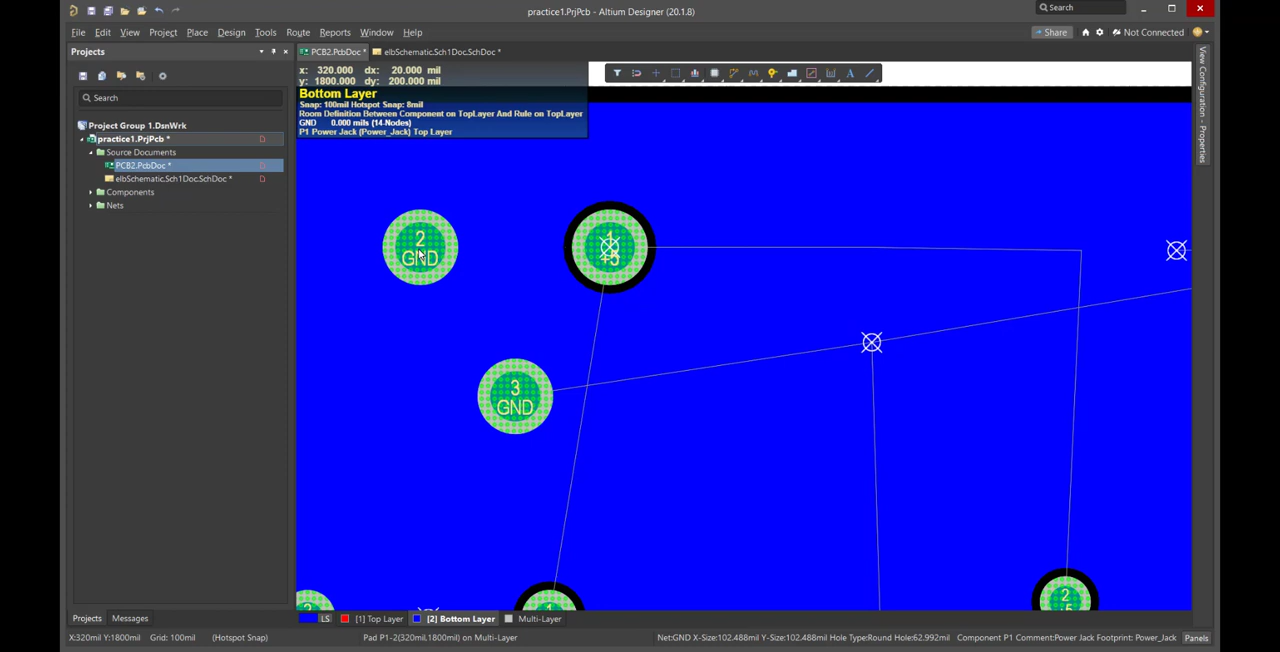 practice1.PrjPcb - Altium Designer (20.1.8)
Search
File Edit View Project Place Design Tools Route Reports Window Help
Share
Not Connected
Projects
PCB2.PcbDoc * elbSchematic.Sch1Doc.SchDoc *
Search
Project Group 1.DsnWrk
practice1.PrjPcb *
Source Documents
PCB2.PcbDoc *
elbSchematic.Sch1Doc.SchDoc *
Components
Nets
x: 320.000 dx: 20.000 mil
y: 1800.000 dy: 200.000 mil
Bottom Layer
Snap: 100mil Hotspot Snap: 8mil
Room Definition Between Component on TopLayer And Rule on TopLayer
GND 0.000 mils (14-Nodes)
P1 Power Jack (Power_Jack) Top Layer
View Configuration - Properties
2
GND
1
+5
3
GND
1
2
Projects Messages
LS [1] Top Layer [2] Bottom Layer Multi-Layer
X:320mil Y:1800mil Grid: 100mil (Hotspot Snap) Pad P1-2(320mil,1800mil) on Multi-Layer Net:GND X-Size:102.488mil Y-Size:102.488mil Hole Type:Round Hole:62.992mil Component P1 Comment:Power Jack Footprint: Power_Jack Panels